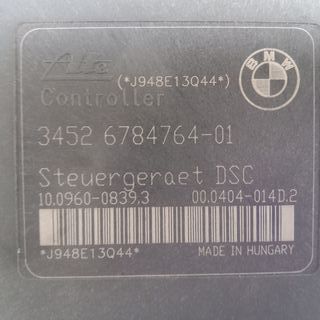 Ate (*J948E13Q44*) BMW
Controller
3452 6784764-01
Steuergeraet DSC
10.0960-0839.3 00.0404-014D.2
*J948E13Q44* MADE IN HUNGARY